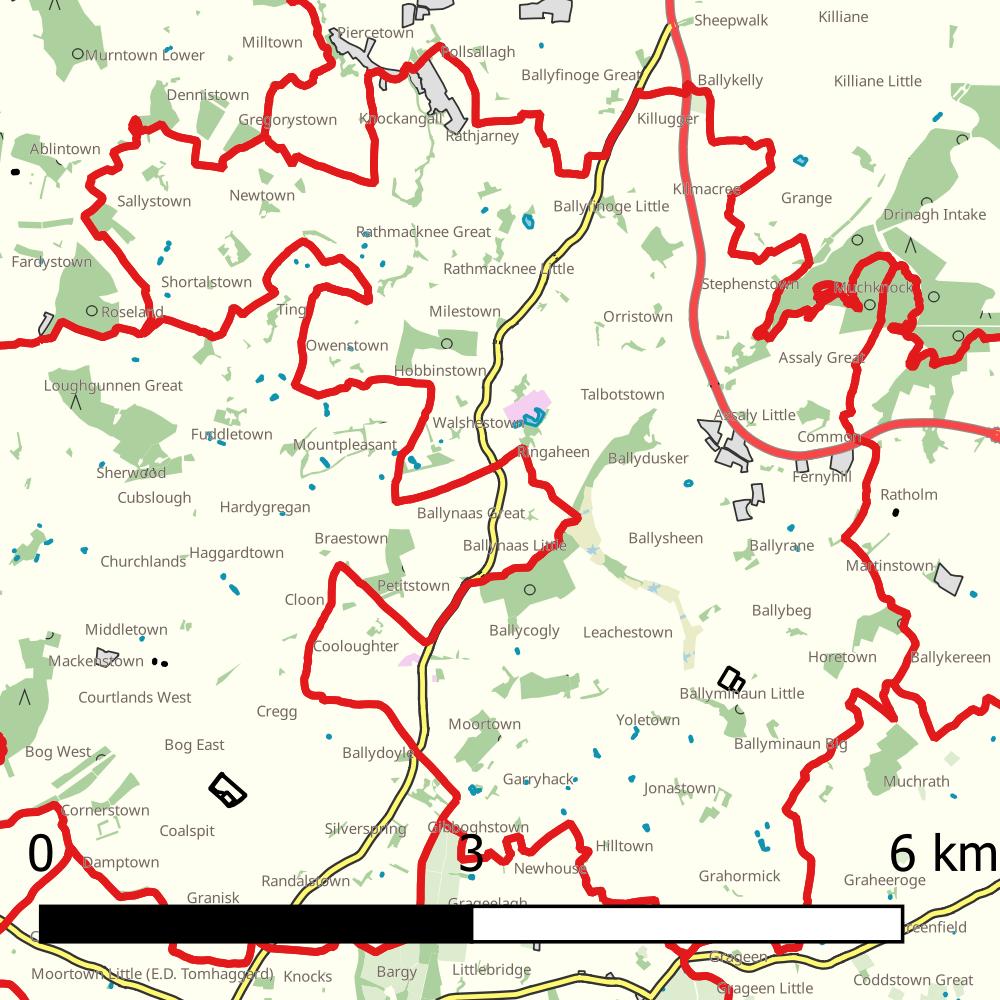 Sheepwalk
Killiane
Piercetown
Milltown
Pollsallagh
Murntown Lower
Ballyfinoge Great
Ballykelly
Killiane Little
Dennistown
Gregorystown
Knockangall
Killugger
Rathjarney
Ablintown
Kilmacree
Newtown
Grange
Sallystown
Ballyfinoge Little
Drinagh Intake
Rathmacknee Great
Fardystown
Rathmacknee Little
Shortalstown
Stephenstown
Muchknock
Roseland
Ting
Milestown
Orristown
Owenstown
Assaly Great
Hobbinstown
Loughgunnen Great
Talbotstown
Assaly Little
Walshestown
Fuddletown
Common
Mountpleasant
Ringaheen
Ballydusker
Sherwood
Fernyhill
Cubslough
Ratholm
Hardygregan
Ballynaas Great
Braestown
Ballysheen
Ballynaas Little
Ballyrane
Haggardtown
Churchlands
Martinstown
Petitstown
Cloon
Ballybeg
Middletown
Ballycogly
Leachestown
Cooloughter
Mackenstown
Horetown
Ballykereen
Courtlands West
Ballyminaun Little
Cregg
Moortown
Yoletown
Bog West
Bog East
Ballydoyle
Ballyminaun Big
Garryhack
Muchrath
Jonastown
Cornerstown
Coalspit
Silverspring
Gibboghstown
Hilltown
0
3
6 km
Damptown
Newhouse
Grahormick
Graheeroge
Randalstown
Granisk
Grageelagh
reenfield
Grageen
Moortown Little (E.D. Tomhaggard)
Knocks
Bargy
Littlebridge
Coddstown Great
Grageen Little